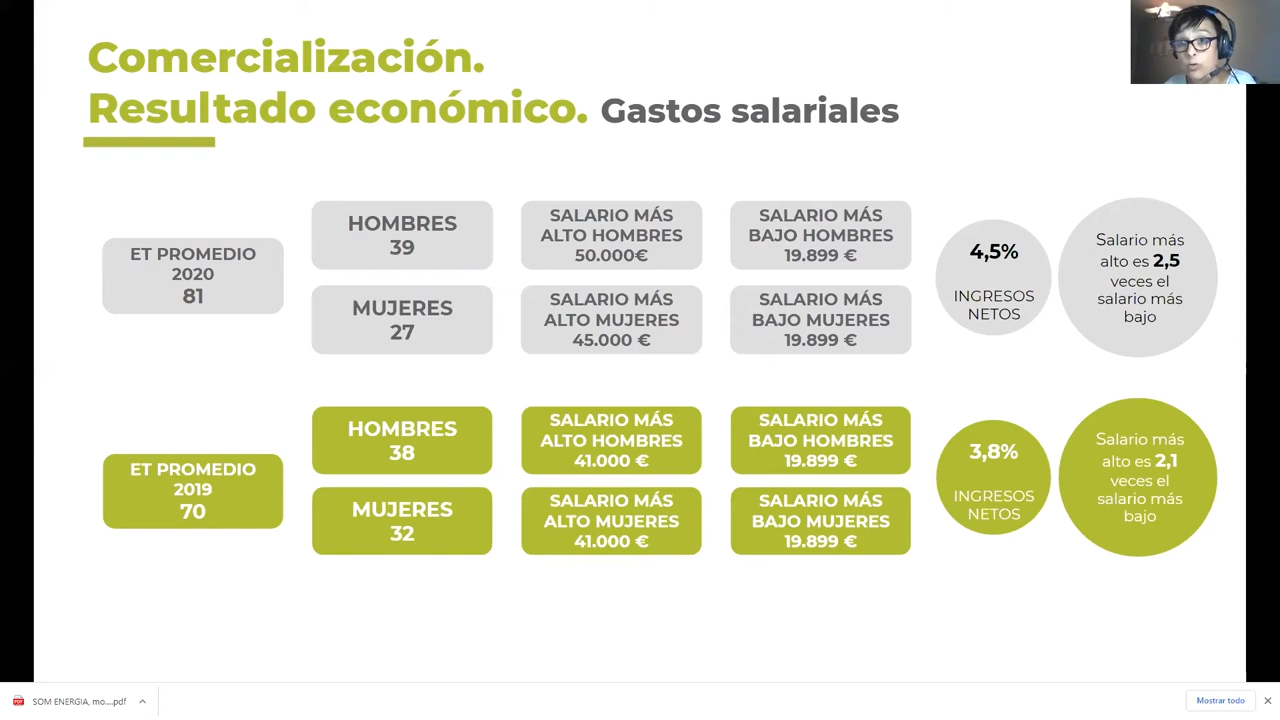 Comercialización.
Resultado económico. Gastos salariales
ET PROMEDIO
2020
81
HOMBRES
39
SALARIO MÁS
ALTO HOMBRES
50.000€
SALARIO MÁS
BAJO HOMBRES
19.899 €
MUJERES
27
SALARIO MÁS
ALTO MUJERES
45.000 €
SALARIO MÁS
BAJO MUJERES
19.899 €
4,5%
INGRESOS
NETOS
Salario más
alto es 2,5
veces el
salario más
bajo
ET PROMEDIO
2019
70
HOMBRES
38
SALARIO MÁS
ALTO HOMBRES
41.000 €
SALARIO MÁS
BAJO HOMBRES
19.899 €
MUJERES
32
SALARIO MÁS
ALTO MUJERES
41.000 €
SALARIO MÁS
BAJO MUJERES
19.899 €
3,8%
INGRESOS
NETOS
Salario más
alto es 2,1
veces el
salario más
bajo
PDF
SOM ENERGIA, mo....pdf
Mostrar todo